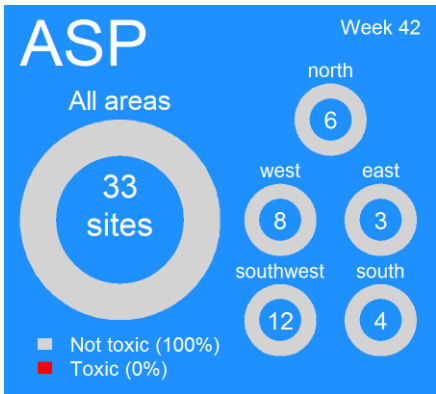 ASP
Week 42
All areas
33
sites
north
6
west
8
east
3
southwest
12
south
4
Not toxic (100%)
Toxic (0%)